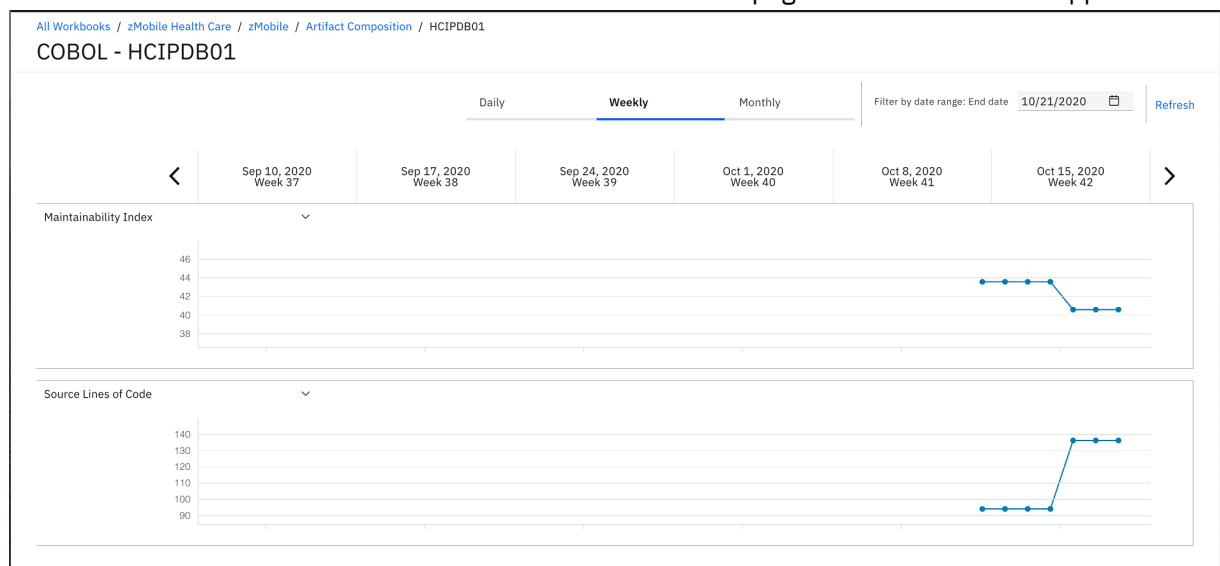 All Workbooks / zMobile Health Care / zMobile / Artifact Composition / HCIPDB01
COBOL - HCIPDB01
Daily Weekly Monthly Filter by date range: End date 10/21/2020 Refresh
Sep 10, 2020 Sep 17, 2020 Sep 24, 2020 Oct 1, 2020 Oct 8, 2020 Oct 15, 2020
Week 37 Week 38 Week 39 Week 40 Week 41 Week 42
Maintainability Index
46
44
42
40
38
Source Lines of Code
140
130
120
110
100
90